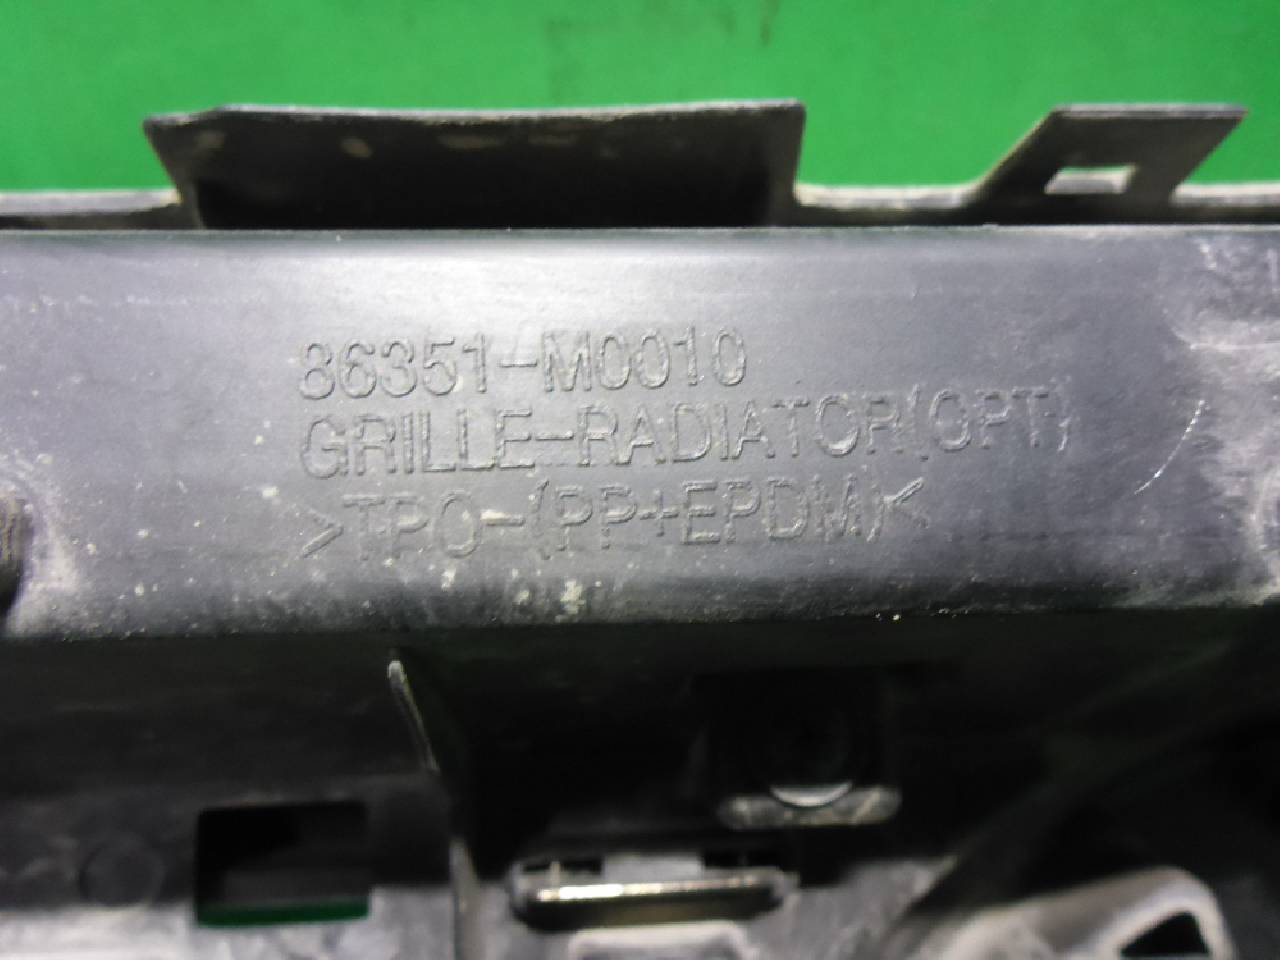 86351-M0010
GRILLE-RADIATOR(OPT)
>TPO-(PP+EPDM)<